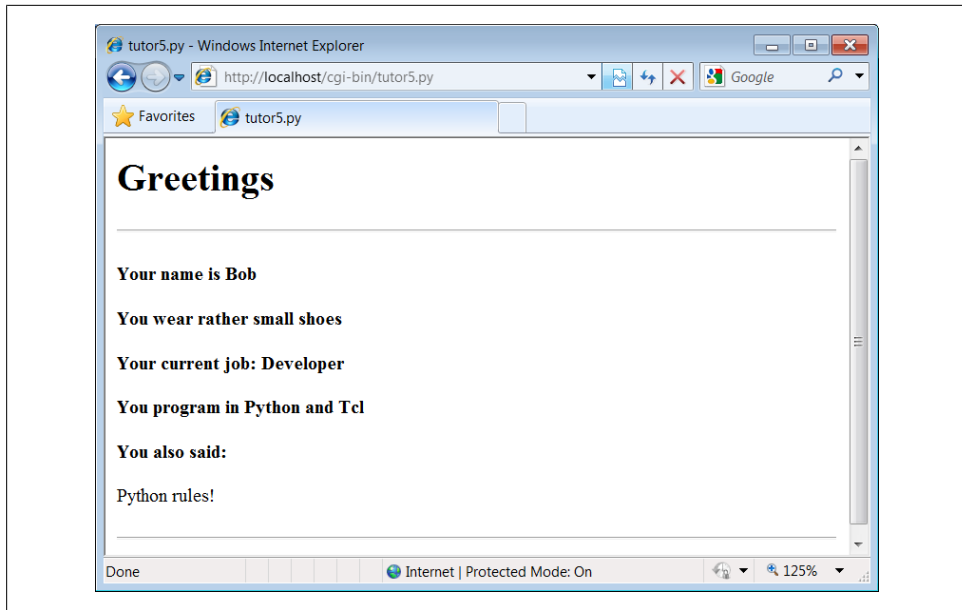 tutor5.py - Windows Internet Explorer
http://localhost/cgi-bin/tutor5.py
Google
Favorites
tutor5.py
Greetings
Your name is Bob
You wear rather small shoes
Your current job: Developer
You program in Python and Tcl
You also said:
Python rules!
Done
Internet | Protected Mode: On
125%